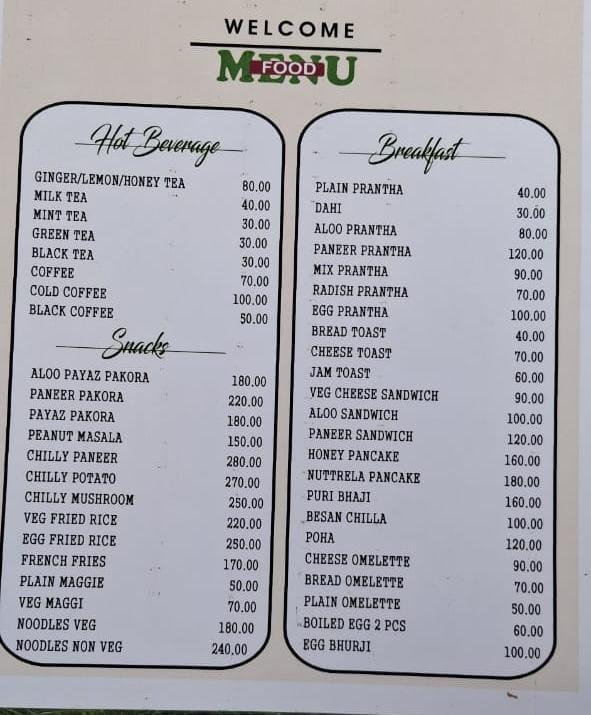 WELCOME
MENU
FOOD
Hot Beverage
GINGER/LEMON/HONEY TEA 80.00
MILK TEA 40.00
MINT TEA 30.00
GREEN TEA 30.00
BLACK TEA 30.00
COFFEE 70.00
COLD COFFEE 100.00
BLACK COFFEE 50.00
Snacks
ALOO PAYAZ PAKORA 180.00
PANEER PAKORA 220.00
PAYAZ PAKORA 180.00
PEANUT MASALA 150.00
CHILLY PANEER 280.00
CHILLY POTATO 270.00
CHILLY MUSHROOM 250.00
VEG FRIED RICE 220.00
EGG FRIED RICE 250.00
FRENCH FRIES 170.00
PLAIN MAGGIE 50.00
VEG MAGGI 70.00
NOODLES VEG 180.00
NOODLES NON VEG 240.00
Breakfast
PLAIN PRANTHA 40.00
DAHI 30.00
ALOO PRANTHA 80.00
PANEER PRANTHA 120.00
MIX PRANTHA 90.00
RADISH PRANTHA 70.00
EGG PRANTHA 100.00
BREAD TOAST 40.00
CHEESE TOAST 70.00
JAM TOAST 60.00
VEG CHEESE SANDWICH 90.00
ALOO SANDWICH 100.00
PANEER SANDWICH 120.00
HONEY PANCAKE 160.00
NUTTRELA PANCAKE 180.00
PURI BHAJI 160.00
BESAN CHILLA 100.00
POHA 120.00
CHEESE OMELETTE 90.00
BREAD OMELETTE 70.00
PLAIN OMELETTE 50.00
BOILED EGG 2 PCS 60.00
EGG BHURJI 100.00